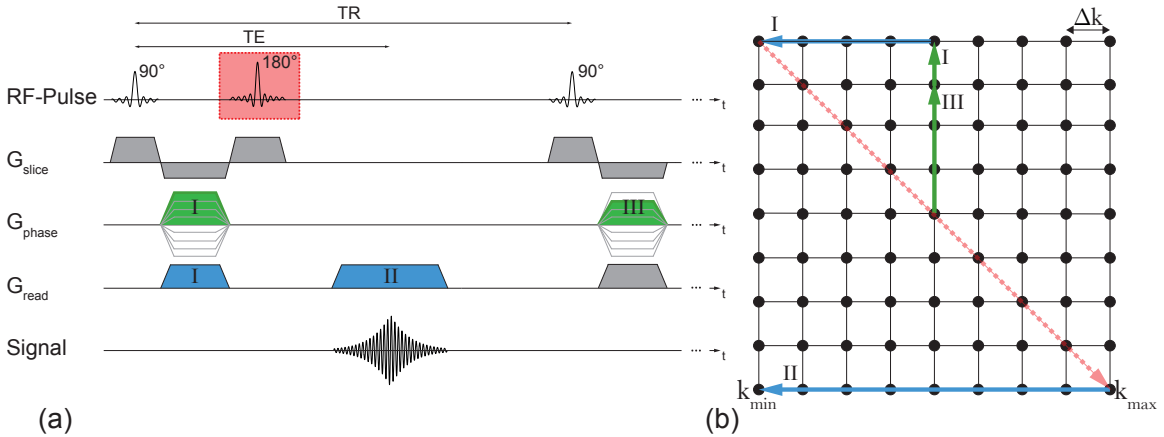 (a)
TR
TE
90°
180°
90°
RF-Pulse
... t
G slice
... t
G phase
I
III
... t
G read
I
II
... t
Signal
... t
(b)
I
Δk
I
III
II
k min
k max